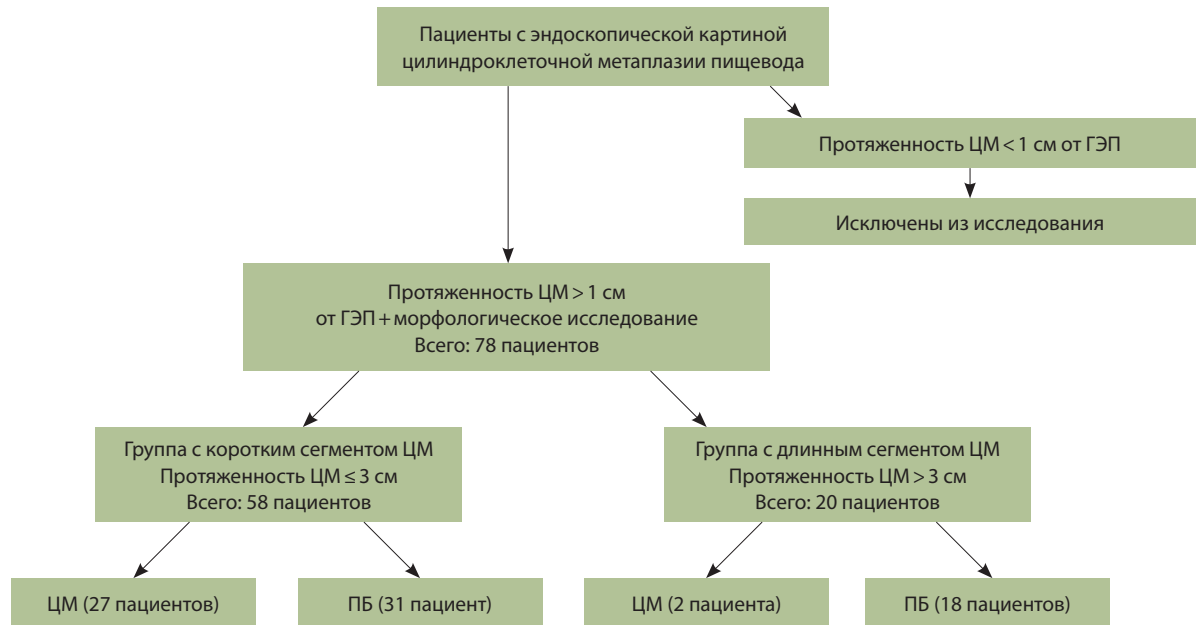 Пациенты с эндоскопической картиной
цилиндроклеточной метаплазии пищевода
Протяженность ЦМ < 1 см от ГЭП
Исключены из исследования
Протяженность ЦМ > 1 см
от ГЭП + морфологическое исследование
Всего: 78 пациентов
Группа с коротким сегментом ЦМ
Протяженность ЦМ ≤ 3 см
Всего: 58 пациентов
Группа с длинным сегментом ЦМ
Протяженность ЦМ > 3 см
Всего: 20 пациентов
ЦМ (27 пациентов)
ПБ (31 пациент)
ЦМ (2 пациента)
ПБ (18 пациентов)